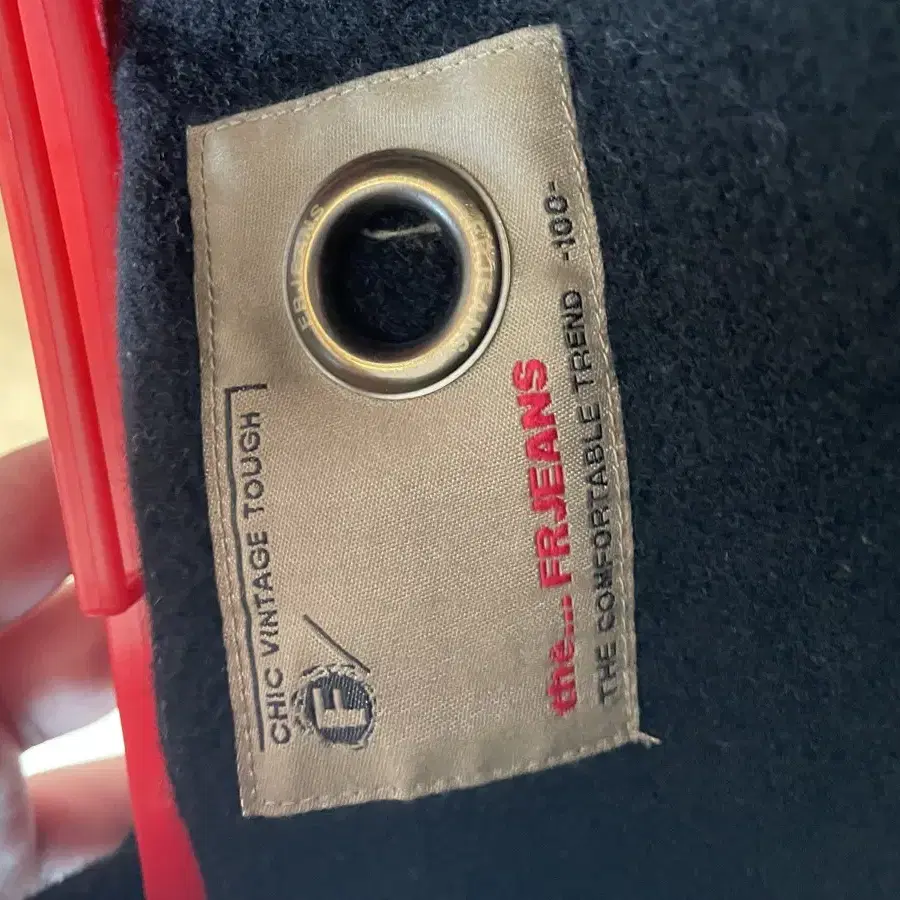 CHIC VINTAGE TOUGH
F
the.... FRJEANS
THE COMFORTABLE TREND -100-